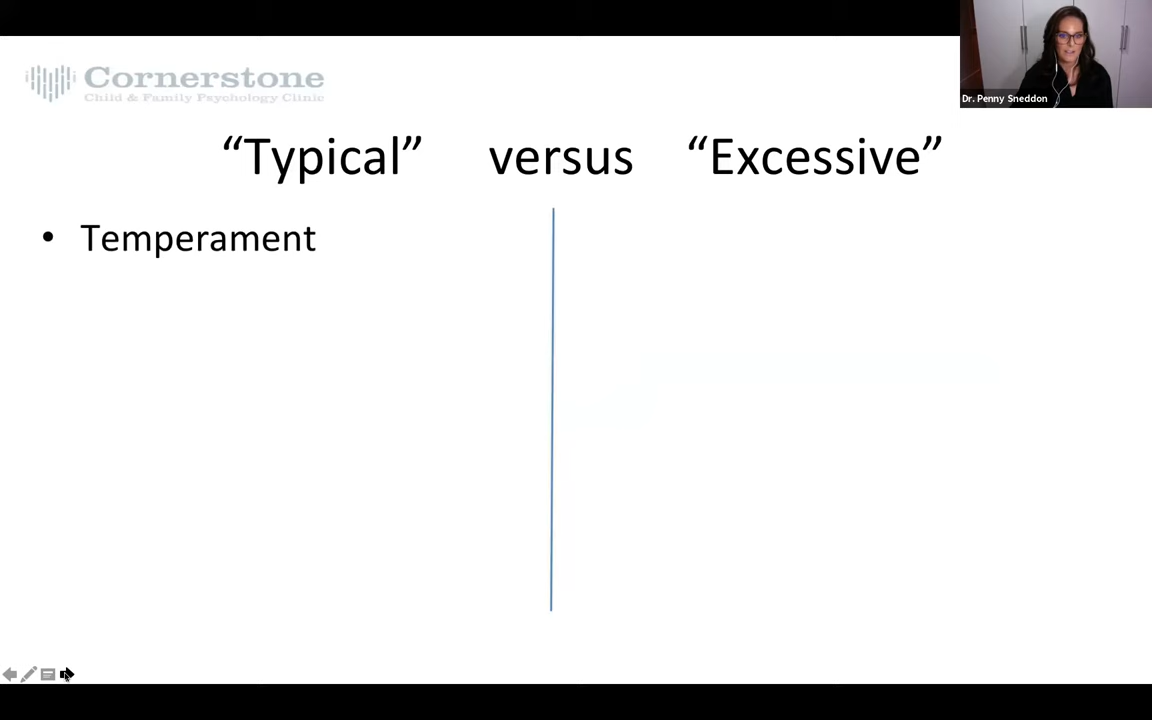 Cornerstone
Child & Family Psychology Clinic
Dr. Penny Sneddon
“Typical” versus “Excessive”
• Temperament